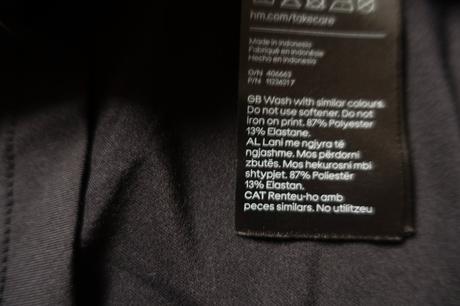 hm.com/takecare
Made in Indonesia
Fabriqué en Indonésie
Hecho en Indonesia
O/N 406663
P/N
GB Wash with similar colours.
Do not use softener. Do not
iron on print. 87% Polyester
13% Elastane.
AL Lani me ngjyra të
ngjashme. Mos përdorni
zbutës. Mos hekurosni mbi
shtypjet. 87% Poliestër
13% Elastan.
CAT Renteu-ho amb
peces similars. No utilitzeu